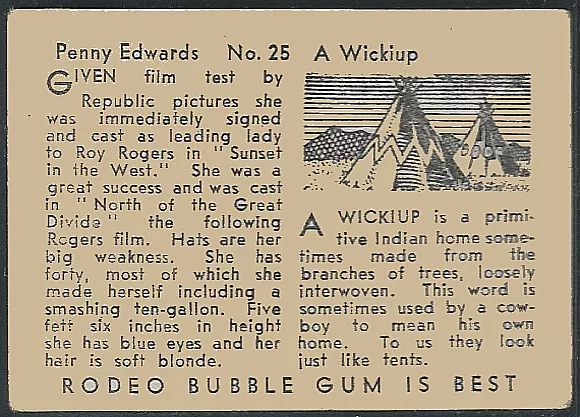 Penny Edwards No. 25
GIVEN film test by
Republic pictures she
was immediately signed
and cast as leading lady
to Roy Rogers in "Sunset
in the West." She was a
great success and was cast
in "North of the Great
Divide" the following
Rogers film. Hats are her
big weakness. She has
forty, most of which she
made herself including a
smashing ten-gallon. Five
fett six inches in height
she has blue eyes and her
hair is soft blonde.
A Wickiup
A WICKIUP is a primi-
tive Indian home some-
times made from the
branches of trees, loosely
interwoven. This word is
sometimes used by a cow-
boy to mean his own
home. To us they look
just like tents.
RODEO BUBBLE GUM IS BEST